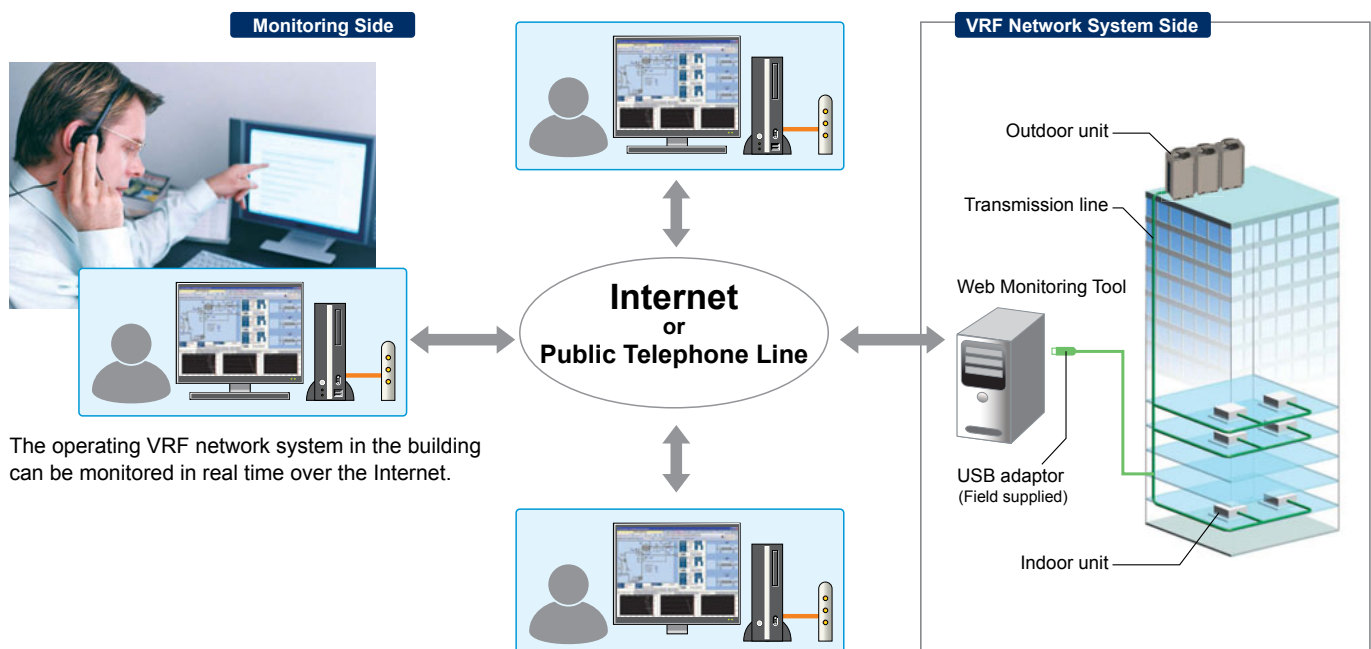 Monitoring Side
VRF Network System Side
Outdoor unit
Transmission line
Web Monitoring Tool
Internet
or
Public Telephone Line
The operating VRF network system in the building
can be monitored in real time over the Internet.
USB adaptor
(Field supplied)
Indoor unit